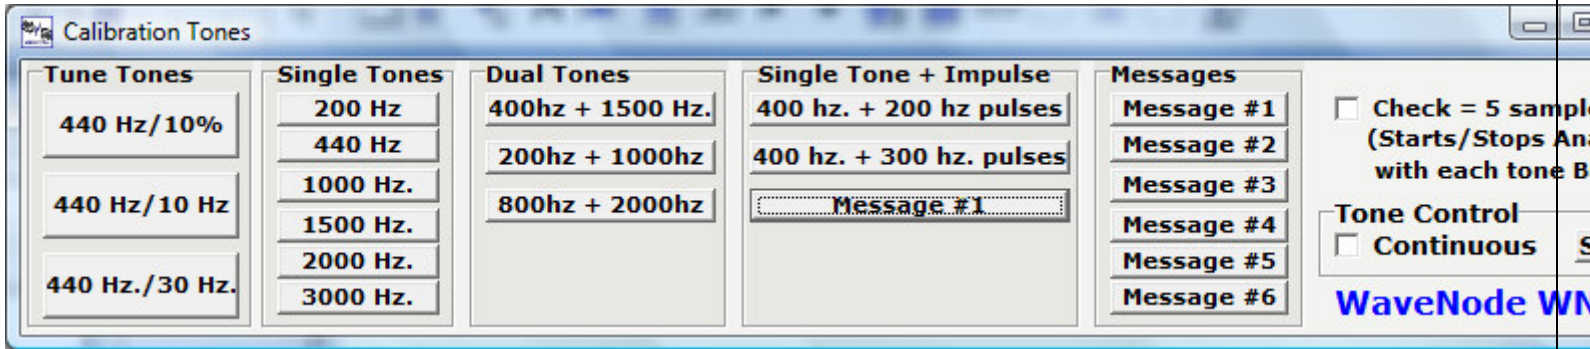 Calibration Tones
Tune Tones
440 Hz/10%
440 Hz/10 Hz
440 Hz./30 Hz.
Single Tones
200 Hz
440 Hz
1000 Hz.
1500 Hz.
2000 Hz.
3000 Hz.
Dual Tones
400hz + 1500 Hz.
200hz + 1000hz
800hz + 2000hz
Single Tone + Impulse
400 hz. + 200 hz pulses
400 hz. + 300 hz. pulses
Message #1
Messages
Message #1
Message #2
Message #3
Message #4
Message #5
Message #6
Check = 5
(Starts/Stops
with each tone
Tone Control
Continuous
WaveNode